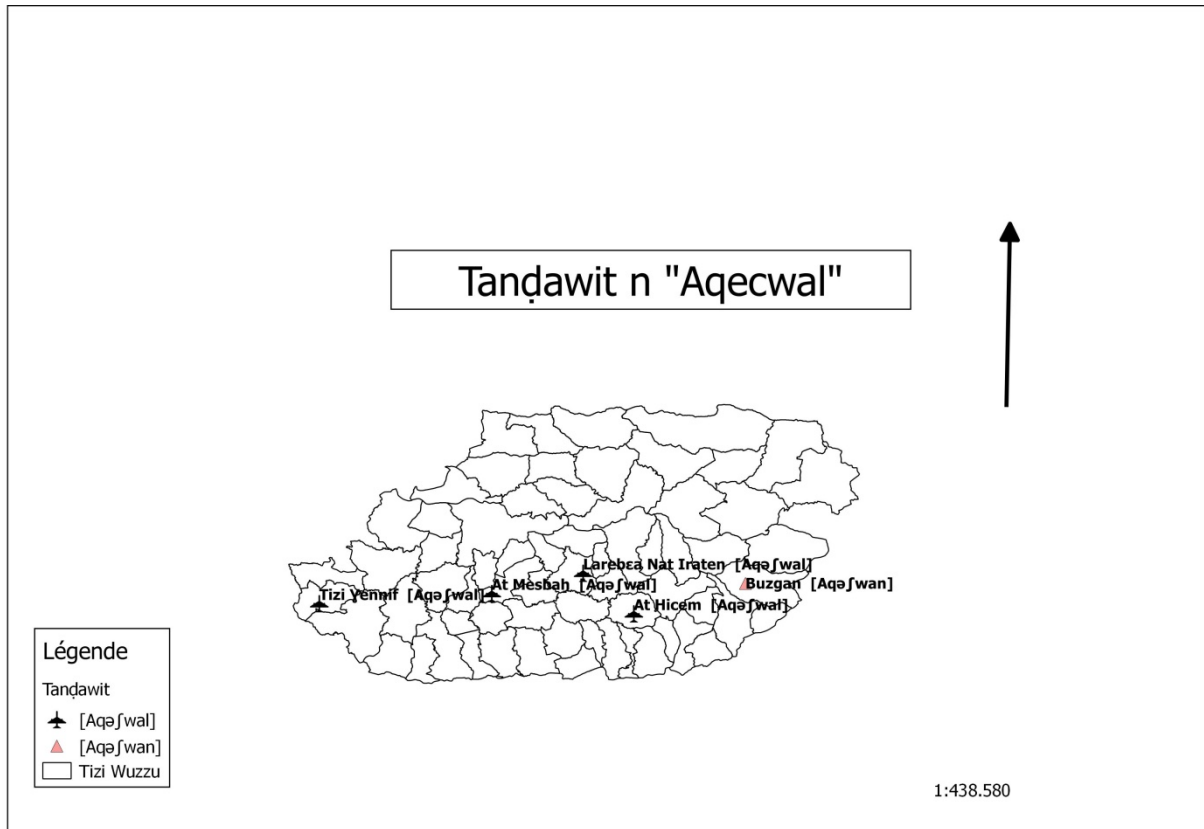 Tanḍawit n "Aqecwal"
Larebɛa Nat Iraten [Aqəʃwal]
At Mesbaḥ [Aqəʃwal]
Buzgan [Aqəʃwan]
Tizi Yennif [Aqəʃwal]
At Hicem [Aqəʃwal]
Légende
Tanḍawit
[Aqəʃwal]
[Aqəʃwan]
Tizi Wuzzu
1:438.580